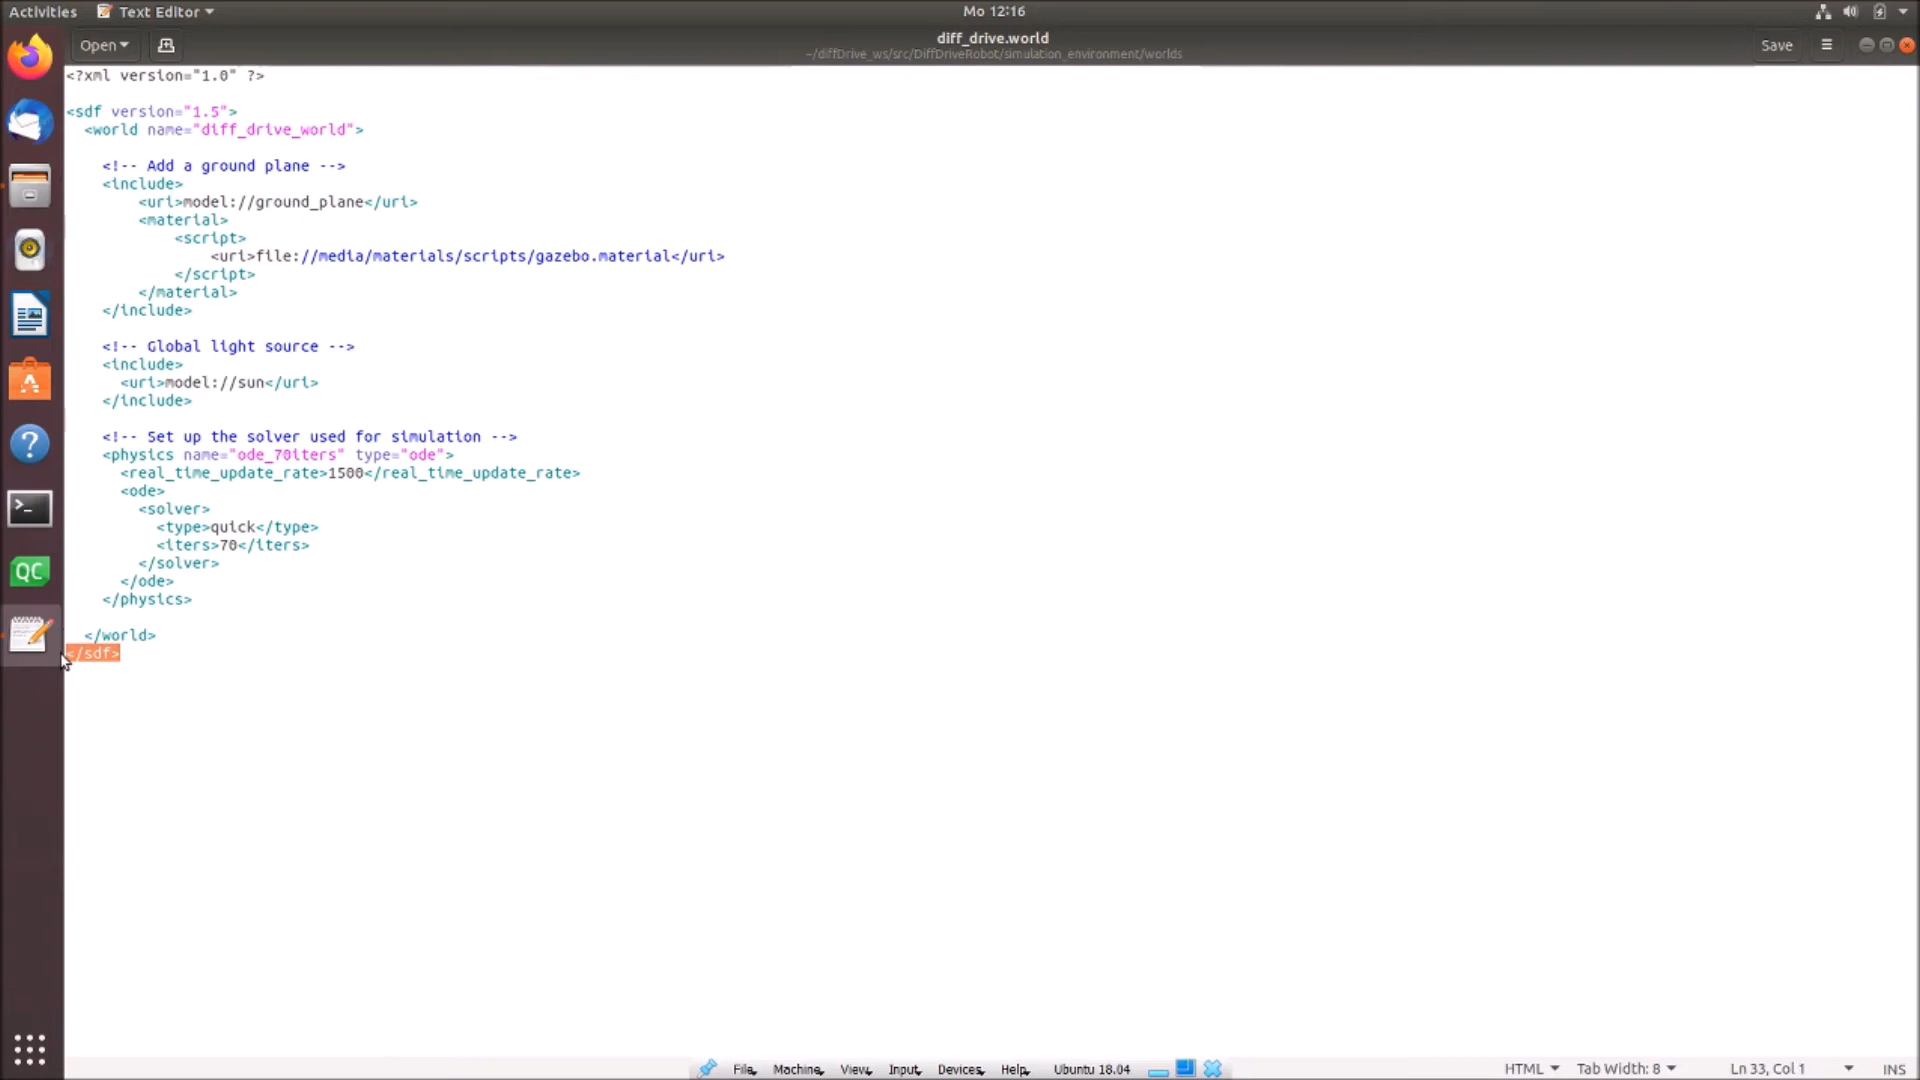 Activities Text Editor Mo 12:16
Open diff_drive.world Save
~/diffDrive_ws/src/DiffDriveRobot/simulation_environment/worlds
<?xml version="1.0" ?>
<sdf version="1.5">
<world name="diff_drive_world">
<!-- Add a ground plane -->
<include>
<uri>model://ground_plane</uri>
<material>
<script>
<uri>file://media/materials/scripts/gazebo.material</uri>
</script>
</material>
</include>
<!-- Global light source -->
<include>
<uri>model://sun</uri>
</include>
<!-- Set up the solver used for simulation -->
<physics name="ode_70iters" type="ode">
<real_time_update_rate>1500</real_time_update_rate>
<ode>
<solver>
<type>quick</type>
<iters>70</iters>
</solver>
</ode>
</physics>
</world>
</sdf>
QC
File Machine View Input Devices Help Ubuntu 18.04 HTML Tab Width: 8 Ln 33, Col 1 INS